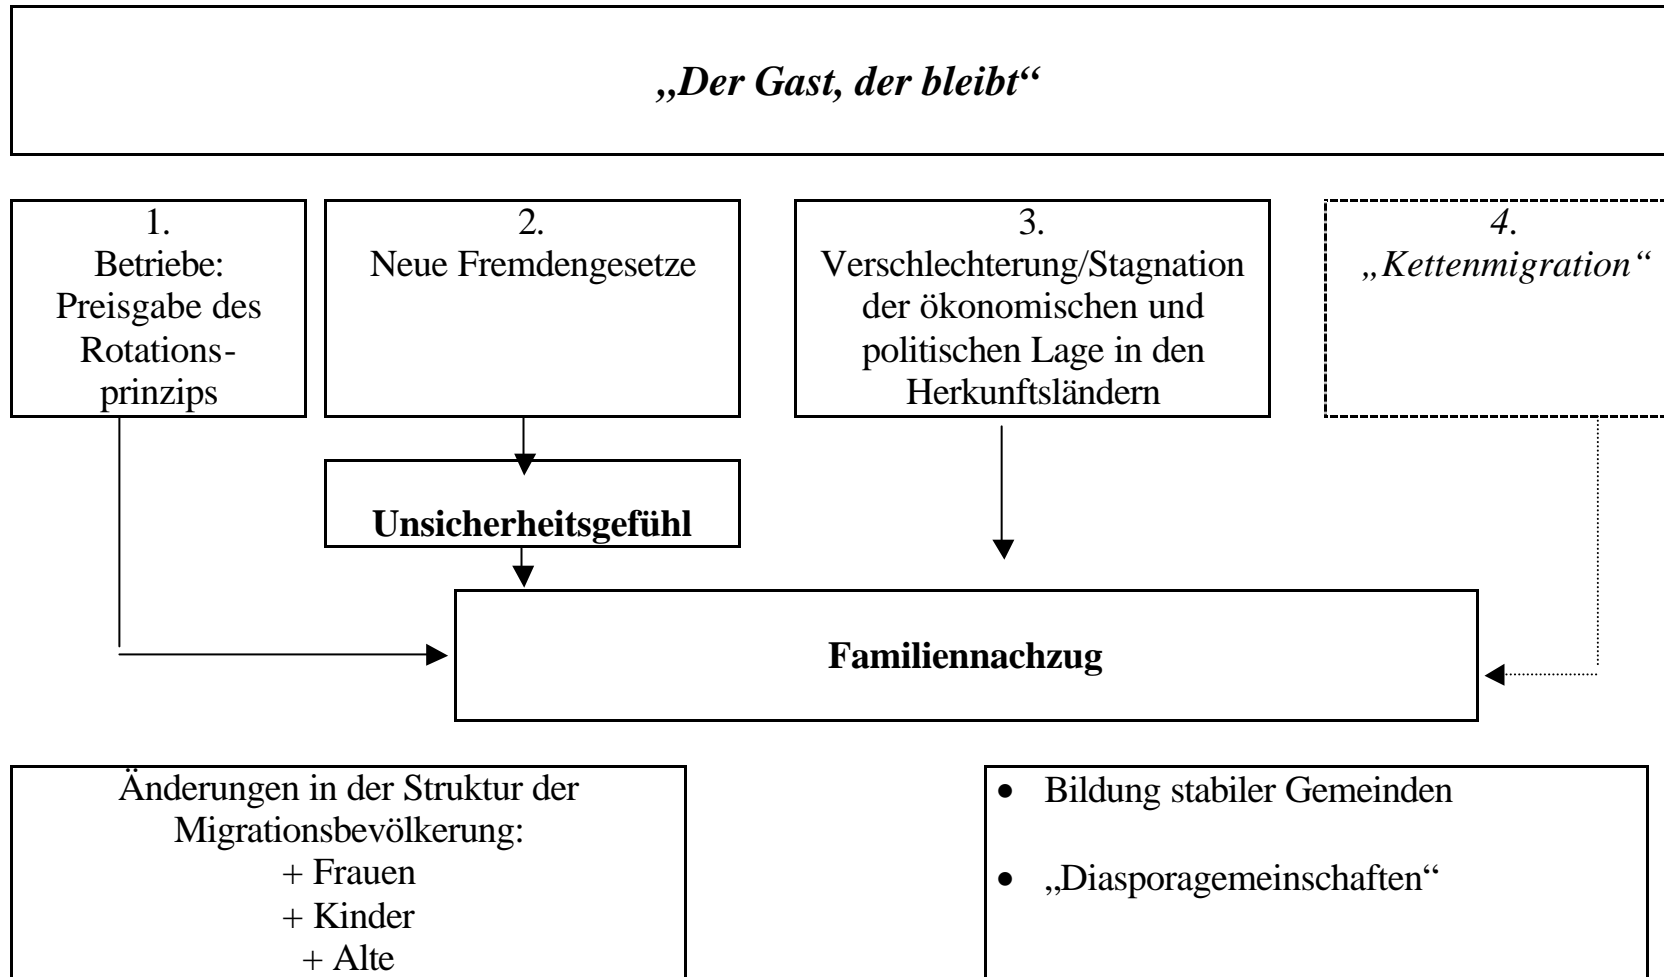 „Der Gast, der bleibt“
1.
Betriebe:
Preisgabe des
Rotations-
prinzips
2.
Neue Fremdengesetze
3.
Verschlechterung/Stagnation
der ökonomischen und
politischen Lage in den
Herkunftsländern
4.
„Kettenmigration“
Unsicherheitsgefühl
Familiennachzug
Änderungen in der Struktur der
Migrationsbevölkerung:
+ Frauen
+ Kinder
+ Alte
• Bildung stabiler Gemeinden
• „Diasporagemeinschaften“